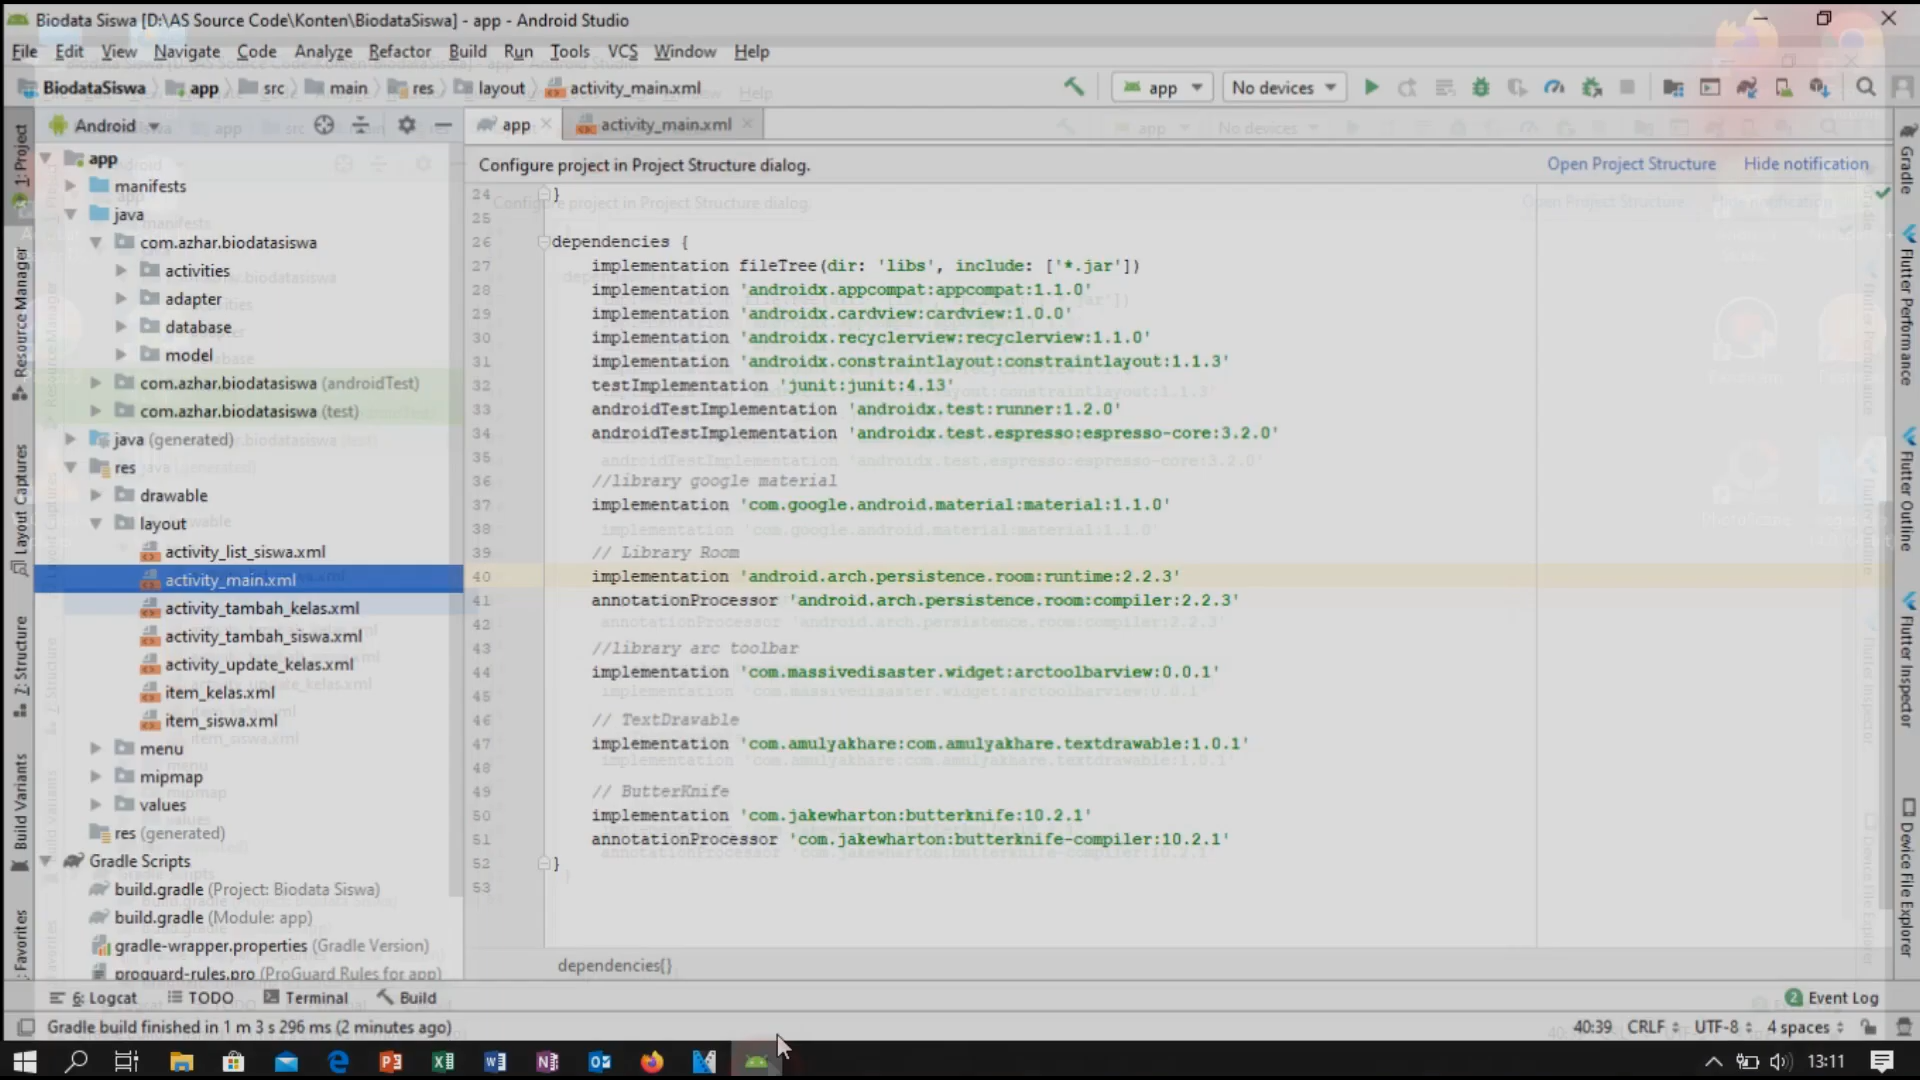 Biodata Siswa [D:\AS Source Code\Konten\BiodataSiswa] - app - Android Studio
File Edit View Navigate Code Analyze Refactor Build Run Tools VCS Window Help
BiodataSiswa app src main res layout activity_main.xml
app No devices
Android
app activity_main.xml
Configure project in Project Structure dialog. Open Project Structure Hide notification
1: Project
Resource Manager
Layout Captures
7: Structure
Build Variants
Favorites
app
manifests
java
com.azhar.biodatasiswa
activities
adapter
database
model
com.azhar.biodatasiswa (androidTest)
com.azhar.biodatasiswa (test)
java (generated)
res
drawable
layout
activity_list_siswa.xml
activity_main.xml
activity_tambah_kelas.xml
activity_tambah_siswa.xml
activity_update_kelas.xml
item_kelas.xml
item_siswa.xml
menu
mipmap
values
res (generated)
Gradle Scripts
build.gradle (Project: Biodata Siswa)
build.gradle (Module: app)
gradle-wrapper.properties (Gradle Version)
proguard-rules.pro (ProGuard Rules for app)
24 }
25
26 dependencies {
27 implementation fileTree(dir: 'libs', include: ['*.jar'])
28 implementation 'androidx.appcompat:appcompat:1.1.0'
29 implementation 'androidx.cardview:cardview:1.0.0'
30 implementation 'androidx.recyclerview:recyclerview:1.1.0'
31 implementation 'androidx.constraintlayout:constraintlayout:1.1.3'
32 testImplementation 'junit:junit:4.13'
33 androidTestImplementation 'androidx.test:runner:1.2.0'
34 androidTestImplementation 'androidx.test.espresso:espresso-core:3.2.0'
35
36 //library google material
37 implementation 'com.google.android.material:material:1.1.0'
38
39 // Library Room
40 implementation 'android.arch.persistence.room:runtime:2.2.3'
41 annotationProcessor 'android.arch.persistence.room:compiler:2.2.3'
42
43 //library arc toolbar
44 implementation 'com.massivedisaster.widget:arctoolbarview:0.0.1'
45
46 // TextDrawable
47 implementation 'com.amulyakhare:com.amulyakhare.textdrawable:1.0.1'
48
49 // ButterKnife
50 implementation 'com.jakewharton:butterknife:10.2.1'
51 annotationProcessor 'com.jakewharton:butterknife-compiler:10.2.1'
52 }
53
dependencies{}
Gradle
Flutter Performance
Flutter Outline
Flutter Inspector
Device File Explorer
6: Logcat TODO Terminal Build 2 Event Log
Gradle build finished in 1 m 3 s 296 ms (2 minutes ago) 40:39 CRLF UTF-8 4 spaces
13:11